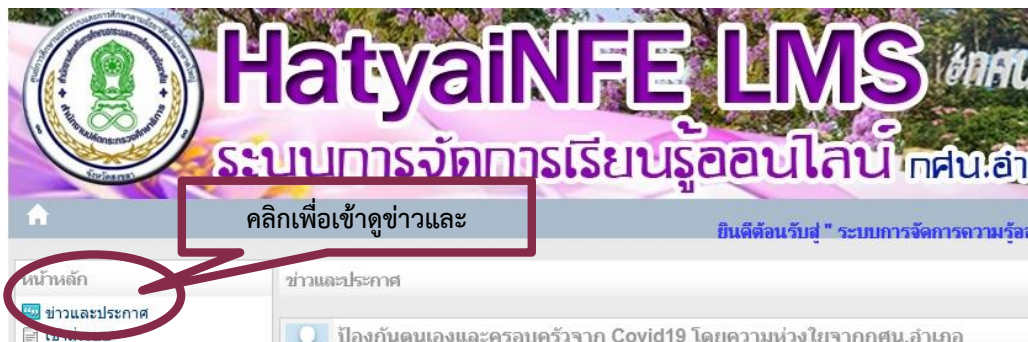 HatyaiNFE LMS
ระบบการจัดการเรียนรู้ออนไลน์ กศน.อำ
คลิกเพื่อเข้าดูข่าวและ
ยินดีต้อนรับสู่ " ระบบการจัดการความรู้ออ
หน้าหลัก
ข่าวและประกาศ
ข่าวและประกาศ
ป้องกันตนเองและครอบครัวจาก Covid19 โดยความห่วงใยจากกศน.อำเภอ